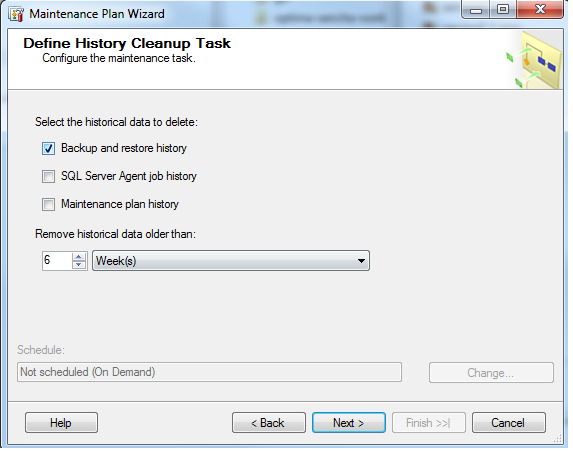 Maintenance Plan Wizard
Define History Cleanup Task
Configure the maintenance task.
Select the historical data to delete:
Backup and restore history
SQL Server Agent job history
Maintenance plan history
Remove historical data older than:
6 Week(s)
Schedule:
Not scheduled (On Demand) Change...
Help < Back Next > Finish >>| Cancel